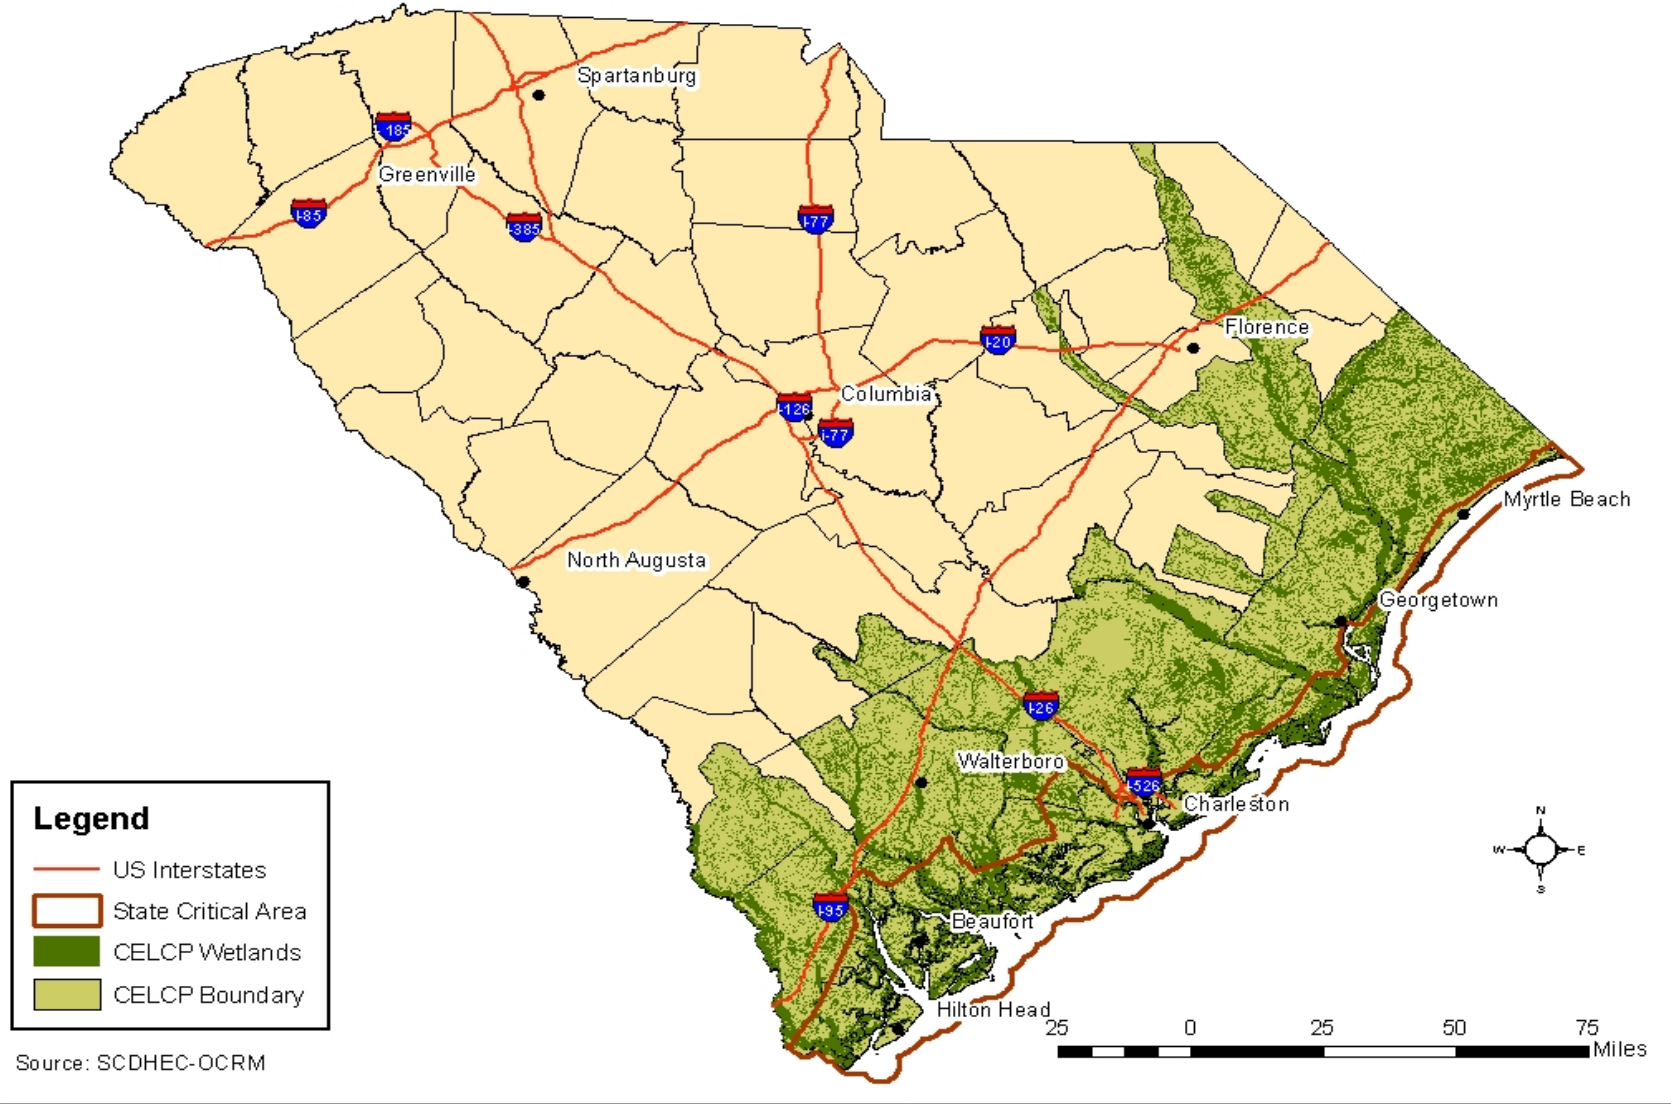 Spartanburg
-185
Greenville
I-85
-385
I-77
I-20
Florence
Columbia
-126
I-77
Myrtle Beach
North Augusta
Georgetown
I-26
Walterboro
I-526
Charleston
I-95
Beaufort
Hilton Head
N
W E
S
Legend
US Interstates
State Critical Area
CELCP Wetlands
CELCP Boundary
Source: SCDHEC-OCRM
25 0 25 50 75
Miles